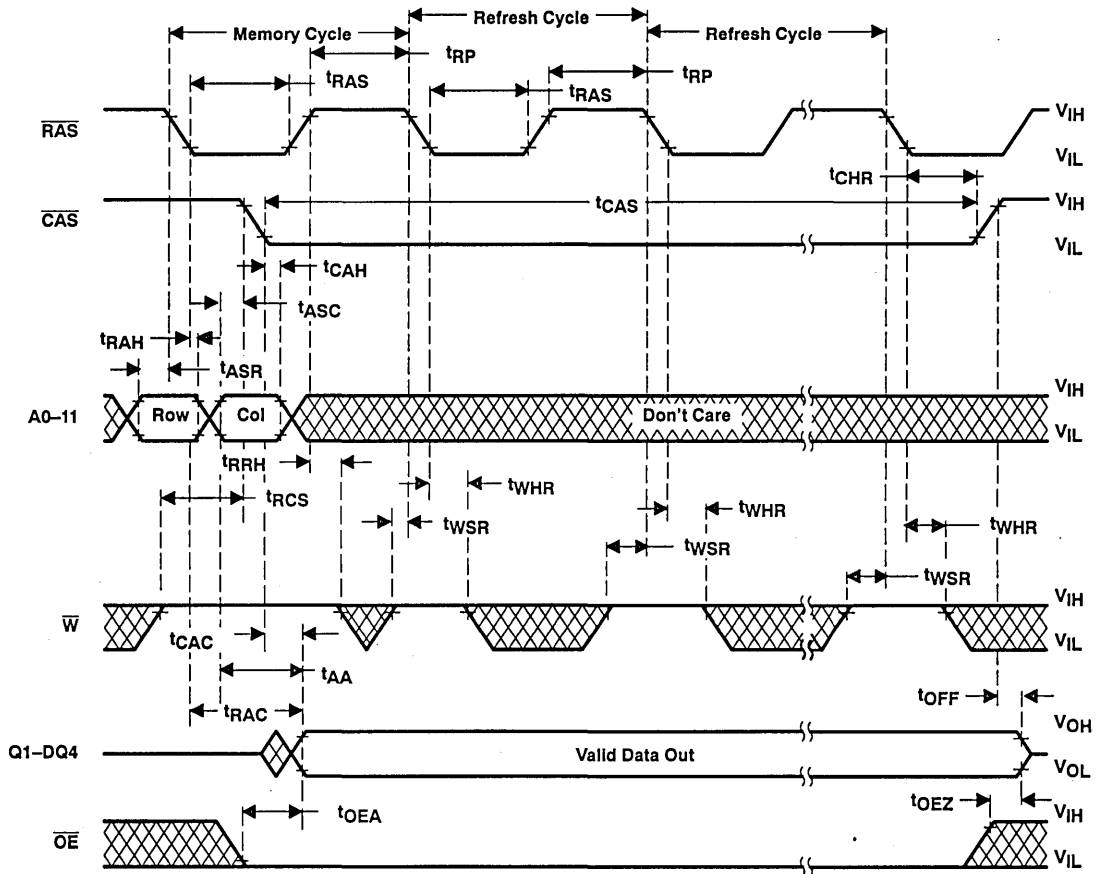 Refresh Cycle
Memory Cycle
Refresh Cycle
tRP
tRP
tRAS
tRAS
RAS
VIH
VIL
tCHR
CAS
tCAS
VIH
VIL
tCAH
tASC
tRAH
tASR
A0–11
Row
Col
Don't Care
VIH
VIL
tRRH
tRCS
tWHR
tWHR
tWHR
tWSR
tWSR
tWSR
W
VIH
VIL
tCAC
tAA
tRAC
tOFF
Q1–DQ4
Valid Data Out
VOH
VOL
tOEA
tOEZ
OE
VIH
VIL